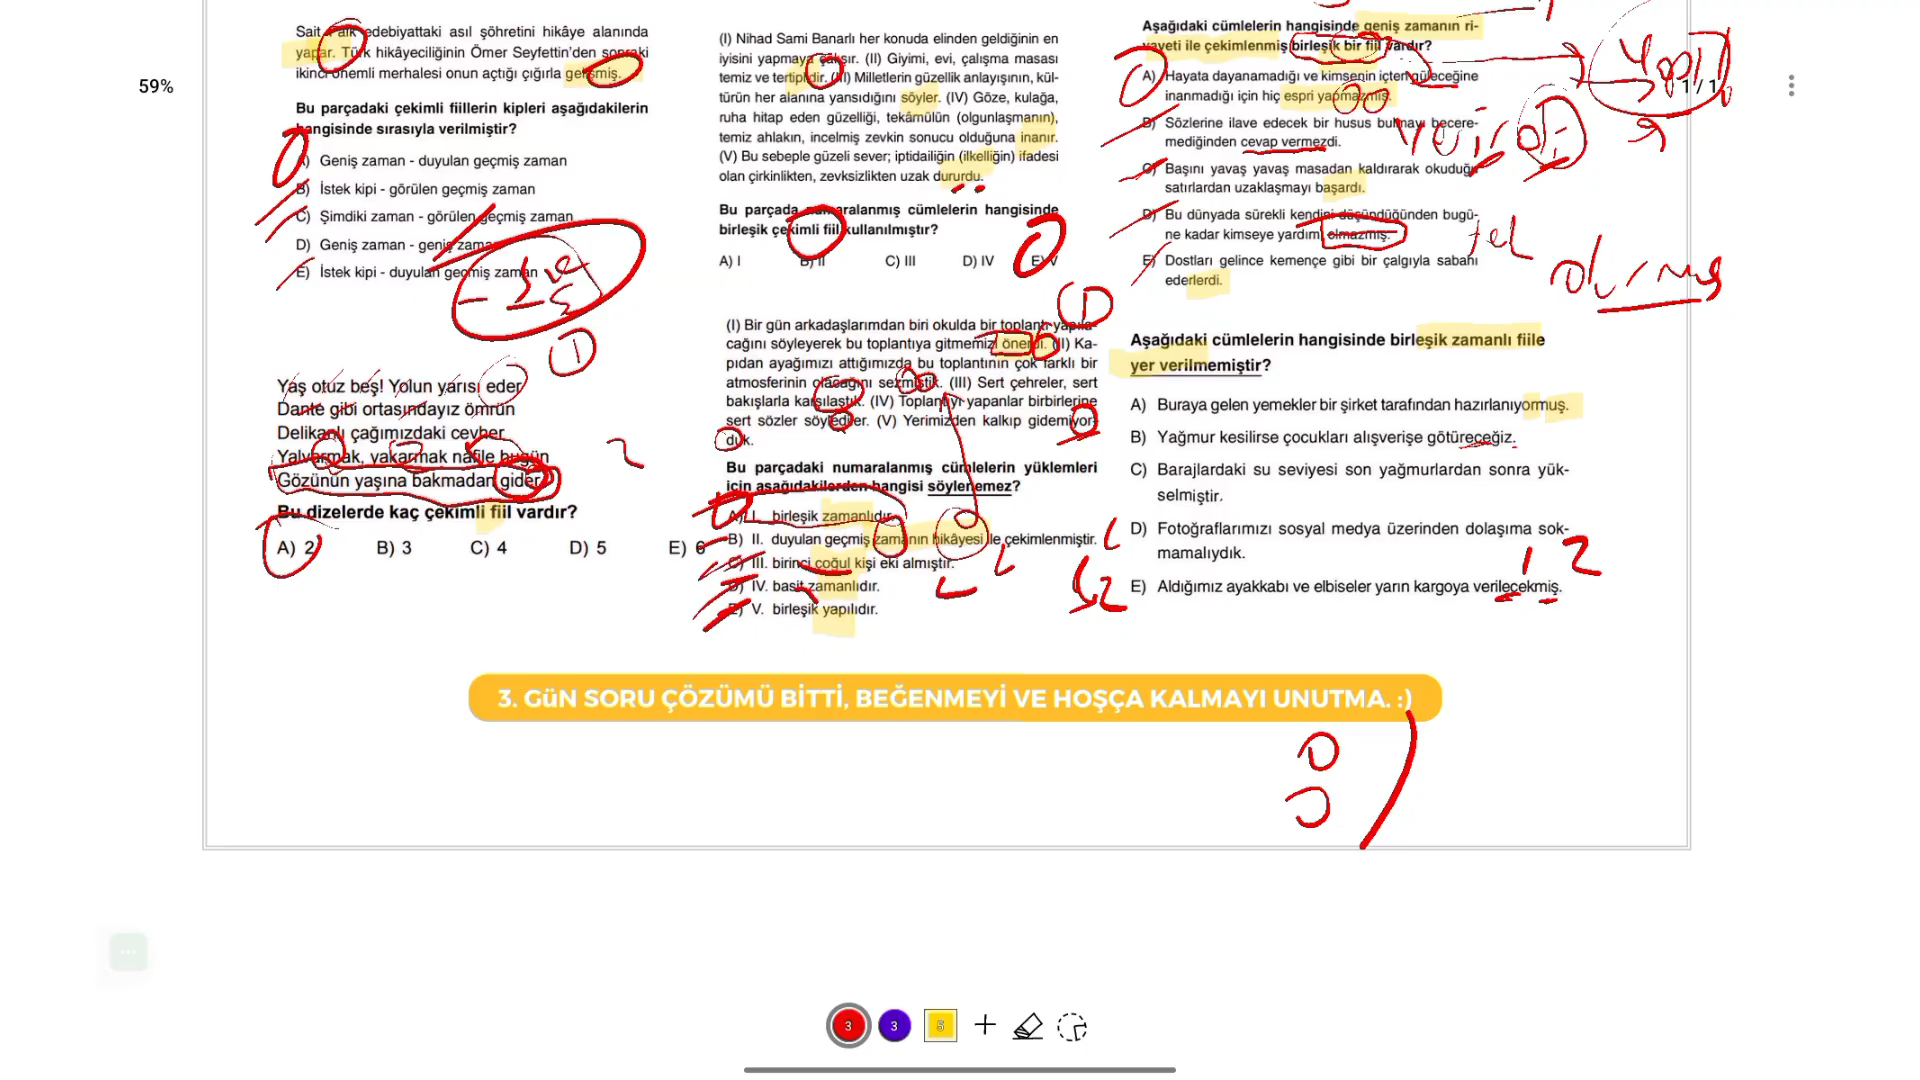 59%
1/1
Sait Faik edebiyattaki asıl şöhretini hikâye alanında
yapar. Türk hikâyeciliğinin Ömer Seyfettin'den sonraki
ikinci önemli merhalesi onun açtığı çığırla gelişmiş.
Bu parçadaki çekimli fiillerin kipleri aşağıdakilerin
hangisinde sırasıyla verilmiştir?
A) Geniş zaman - duyulan geçmiş zaman
B) İstek kipi - görülen geçmiş zaman
C) Şimdiki zaman - görülen geçmiş zaman
D) Geniş zaman - geniş zaman
E) İstek kipi - duyulan geçmiş zaman
Yaş otuz beş! Yolun yarısı eder
Dante gibi ortasındayız ömrün
Delikanlı çağımızdaki cevher
Yalvarmak, yakarmak nafile bugün
Gözünün yaşına bakmadan gider
Bu dizelerde kaç çekimli fiil vardır?
A) 2 B) 3 C) 4 D) 5 E) 6
(I) Nihad Sami Banarlı her konuda elinden geldiğinin en
iyisini yapmaya çalışır. (II) Giyimi, evi, çalışma masası
temiz ve tertiplidir. (III) Milletlerin güzellik anlayışının, kül-
türün her alanına yansıdığını söyler. (IV) Göze, kulağa,
ruha hitap eden güzelliği, tekâmülün (olgunlaşmanın),
temiz ahlakın, incelmiş zevkin sonucu olduğuna inanır.
(V) Bu sebeple güzeli sever; iptidailiğin (ilkelliğin) ifadesi
olan çirkinlikten, zevksizlikten uzak dururdu.
Bu parçada numaralanmış cümlelerin hangisinde
birleşik çekimli fiil kullanılmıştır?
A) I B) II C) III D) IV E) V
(I) Bir gün arkadaşlarımdan biri okulda bir toplantı yapıla-
cağını söyleyerek bu toplantıya gitmemizi önerdi. (II) Ka-
pıdan ayağımızı attığımızda bu toplantının çok farklı bir
atmosferinin olacağını sezmiştik. (III) Sert çehreler, sert
bakışlarla karşılaştık. (IV) Toplantıyı yapanlar birbirlerine
sert sözler söylediler. (V) Yerimizden kalkıp gidemiyor-
duk.
Bu parçadaki numaralanmış cümlelerin yüklemleri
için aşağıdakilerden hangisi söylenemez?
A) I. birleşik zamanlıdır.
B) II. duyulan geçmiş zamanın hikâyesi ile çekimlenmiştir.
C) III. birinci çoğul kişi eki almıştır.
D) IV. basit zamanlıdır.
E) V. birleşik yapılıdır.
Aşağıdaki cümlelerin hangisinde geniş zamanın ri-
vayeti ile çekimlenmiş birleşik bir fiil vardır?
A) Hayata dayanamadığı ve kimsenin içten güleceğine
inanmadığı için hiç espri yapmazmış.
B) Sözlerine ilave edecek bir husus bulmayı becere-
mediğinden cevap vermezdi.
C) Başını yavaş yavaş masadan kaldırarak okuduğu
satırlardan uzaklaşmayı başardı.
D) Bu dünyada sürekli kendini düşündüğünden bugü-
ne kadar kimseye yardım olmazmış.
E) Dostları gelince kemençe gibi bir çalgıyla sabahı
ederlerdi.
olurmuş
Aşağıdaki cümlelerin hangisinde birleşik zamanlı fiile
yer verilmemiştir?
A) Buraya gelen yemekler bir şirket tarafından hazırlanıyormuş.
B) Yağmur kesilirse çocukları alışverişe götüreceğiz.
C) Barajlardaki su seviyesi son yağmurlardan sonra yük-
selmiştir.
D) Fotoğraflarımızı sosyal medya üzerinden dolaşıma sok-
mamalıydık.
E) Aldığımız ayakkabı ve elbiseler yarın kargoya verilecekmiş.
3. GüN SORU ÇÖZÜMÜ BİTTİ, BEĞENMEYİ VE HOŞÇA KALMAYI UNUTMA. :)
3 3 5